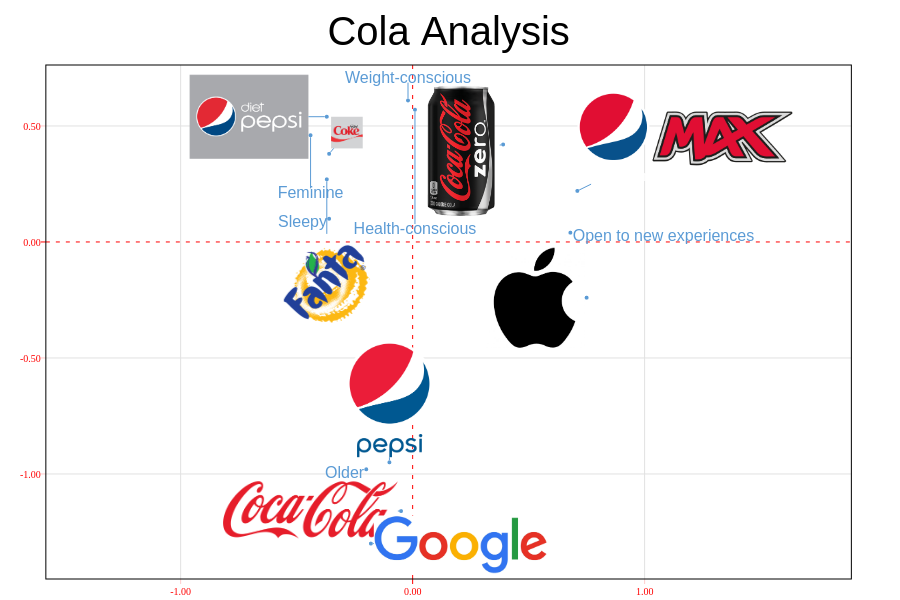 Cola Analysis
Weight-conscious
diet
pepsi
Coke
Coca-Cola
zero
MAX
0.50
Feminine
Sleepy
Health-conscious
Open to new experiences
0.00
Fanta
-0.50
pepsi
Older
-1.00
Coca-Cola
Google
-1.00
0.00
1.00